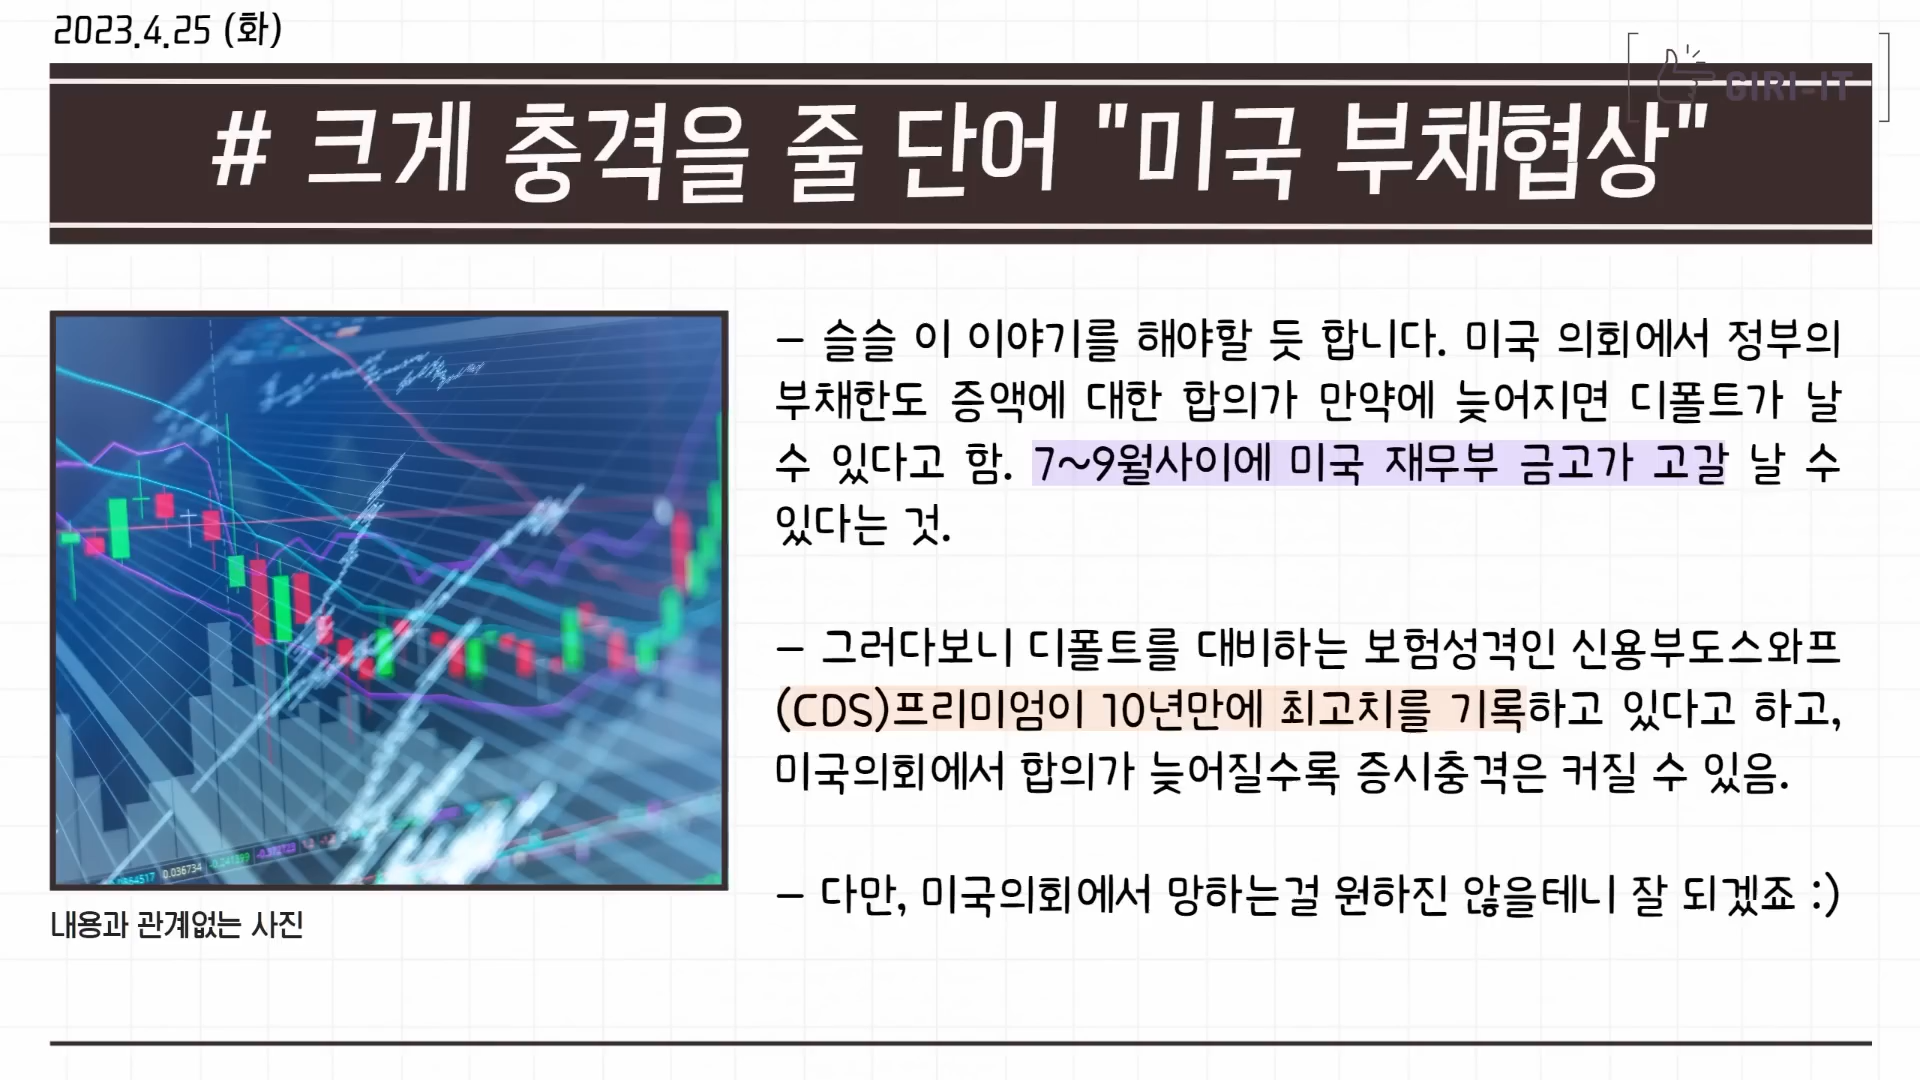 2023.4.25 (화)
GIRI-IT
# 크게 충격을 줄 단어 "미국 부채협상"
– 슬슬 이 이야기를 해야할 듯 합니다. 미국 의회에서 정부의
부채한도 증액에 대한 합의가 만약에 늦어지면 디폴트가 날
수 있다고 함. 7~9월사이에 미국 재무부 금고가 고갈 날 수
있다는 것.
– 그러다보니 디폴트를 대비하는 보험성격인 신용부도스와프
(CDS)프리미엄이 10년만에 최고치를 기록하고 있다고 하고,
미국의회에서 합의가 늦어질수록 증시충격은 커질 수 있음.
– 다만, 미국의회에서 망하는걸 원하진 않을테니 잘 되겠죠 :)
0.036734
내용과 관계없는 사진